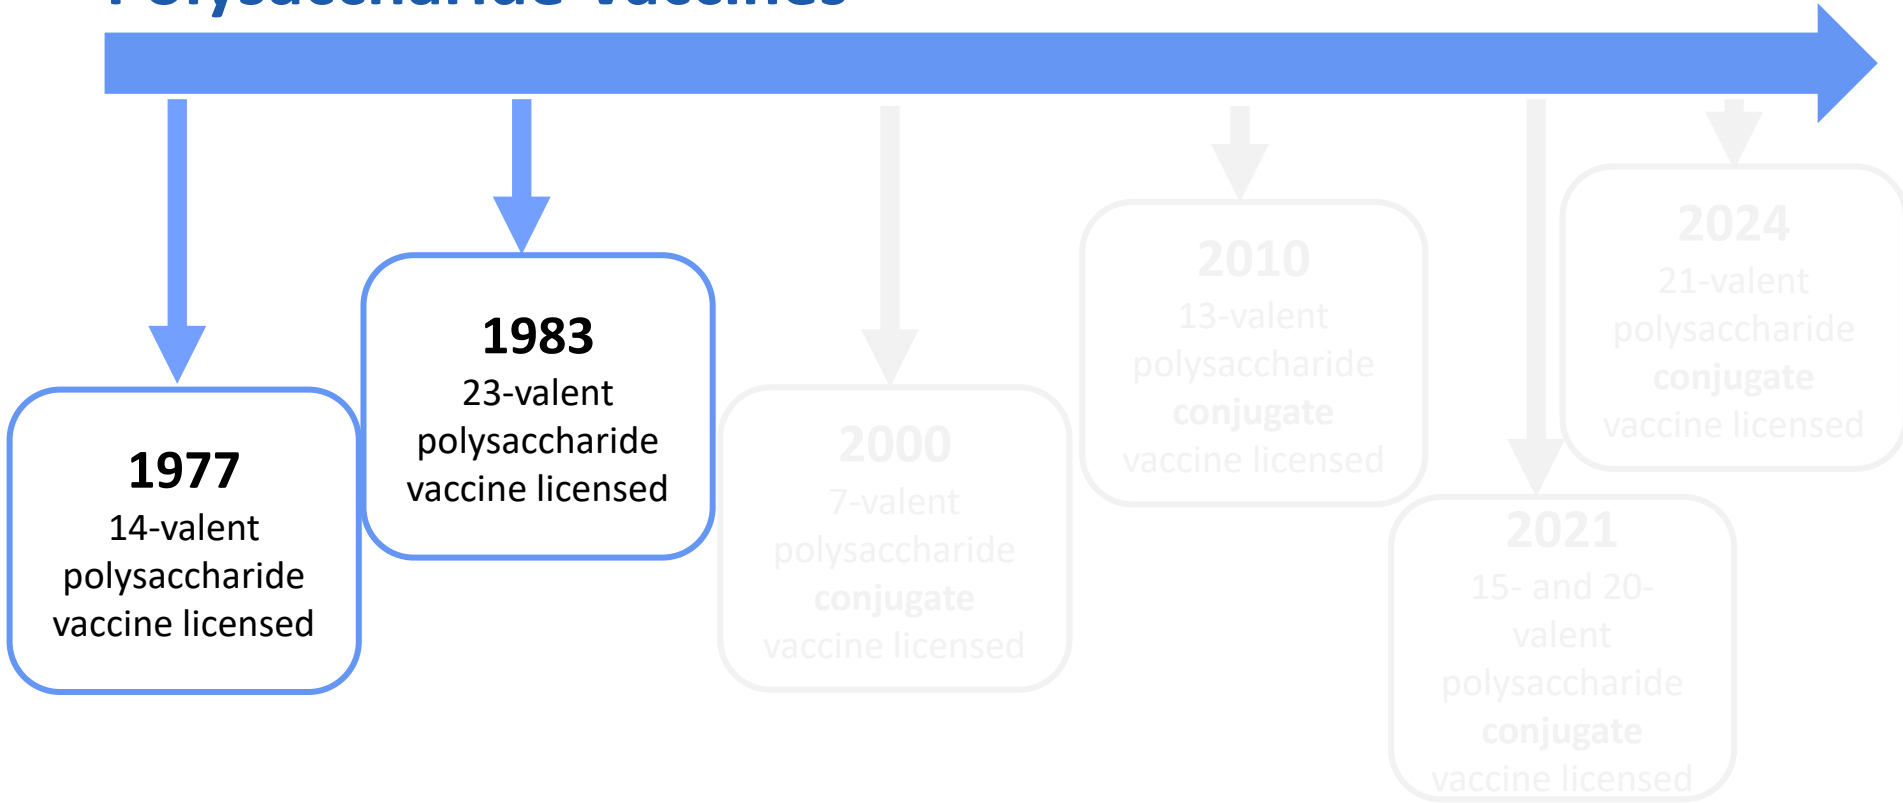 Polysaccharide Vaccines
1977
14-valent
polysaccharide
vaccine licensed
1983
23-valent
polysaccharide
vaccine licensed
2000
7-valent
polysaccharide
conjugate
vaccine licensed
2010
13-valent
polysaccharide
conjugate
vaccine licensed
2021
15- and 20-
valent
polysaccharide
conjugate
vaccine licensed
2024
21-valent
polysaccharide
conjugate
vaccine licensed